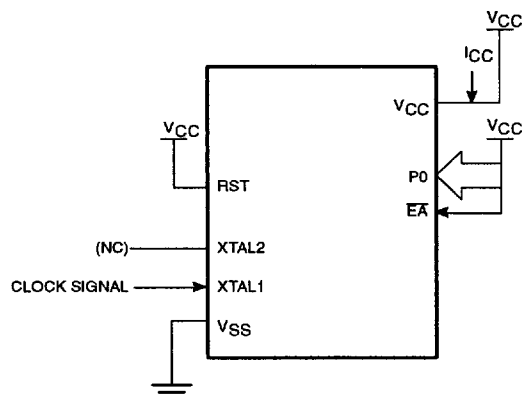 VCC
ICC
VCC
VCC
VCC
RST
P0
EA
(NC)
XTAL2
CLOCK SIGNAL
XTAL1
VSS